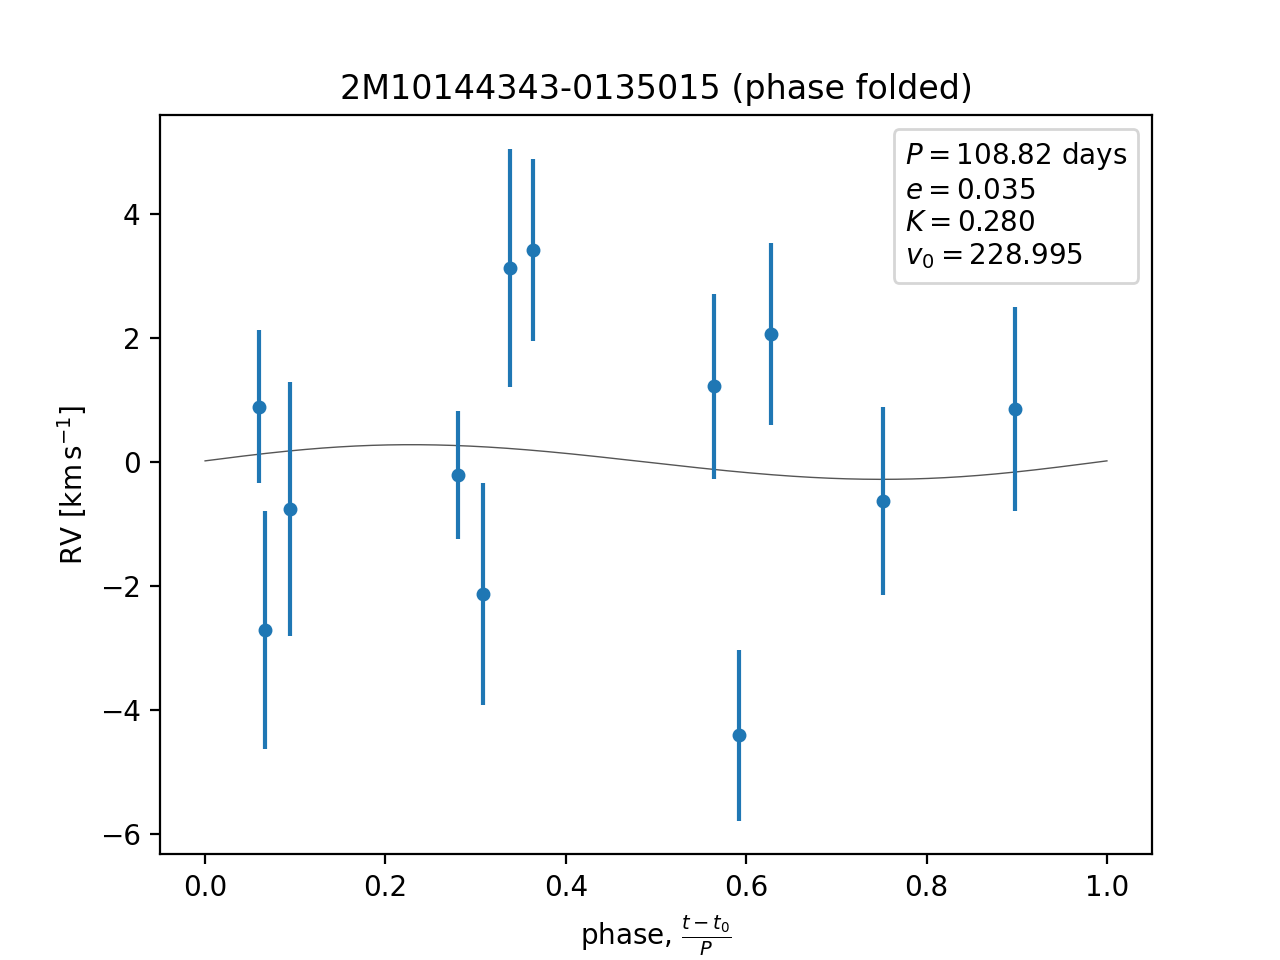 2M10144343-0135015 (phase folded)
P = 108.82 days
e = 0.035
K = 0.280
v₀ = 228.995
RV [km s⁻¹]
4
2
0
−2
−4
−6
0.0 0.2 0.4 0.6 0.8 1.0
phase, (t − t₀)/P